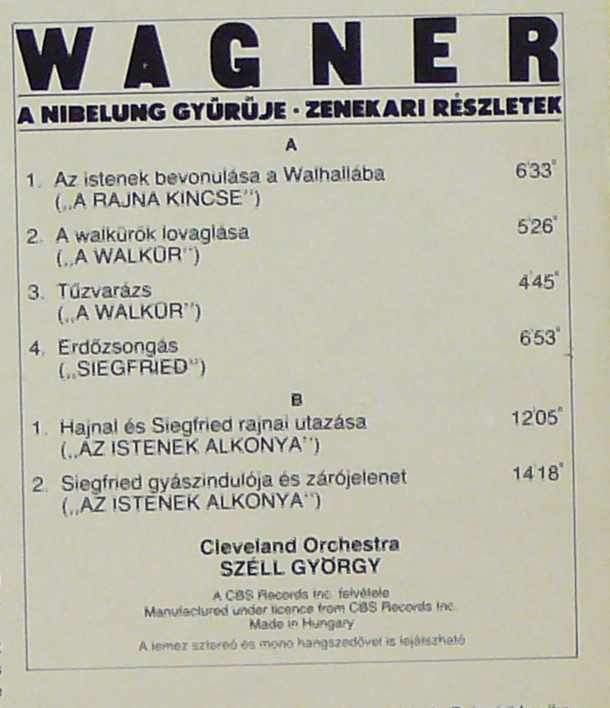 WAGNER
A NIBELUNG GYŰRŰJE · ZENEKARI RÉSZLETEK
A
1. Az istenek bevonulása a Walhallába 6'33"
(„A RAJNA KINCSE")
2. A walkűrök lovaglása 5'26"
(„A WALKÜR")
3. Tűzvarázs 4'45"
(„A WALKÜR")
4. Erdőzsongás 6'53"
(„SIEGFRIED")
B
1. Hajnal és Siegfried rajnai utazása 12'05"
(„AZ ISTENEK ALKONYA")
2. Siegfried gyászindulója és zárójelenet 14'18"
(„AZ ISTENEK ALKONYA")
Cleveland Orchestra
SZÉLL GYÖRGY
A CBS Records Inc. felvétele
Manufactured under licence from CBS Records Inc.
Made in Hungary
A lemez sztereó és mono hangszedővel is lejátszható